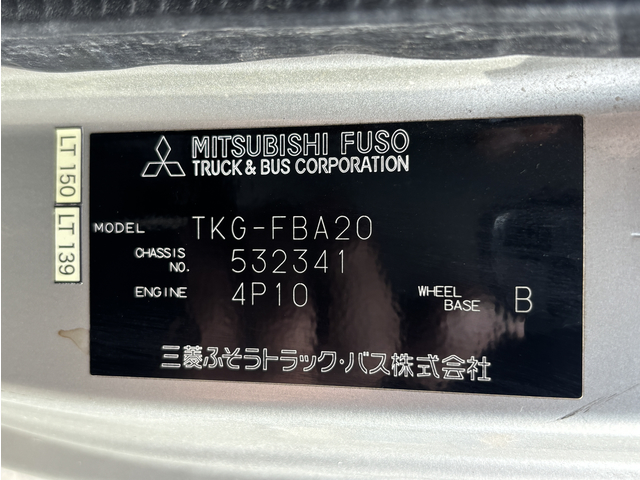 MITSUBISHI FUSO
TRUCK & BUS CORPORATION
LT 150
LT 139
MODEL TKG-FBA20
CHASSIS NO. 532341
ENGINE 4P10 WHEEL BASE B
三菱ふそうトラック・バス株式会社